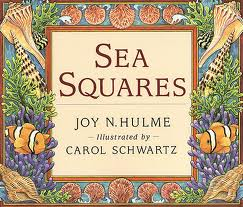 SEA
SQUARES
JOY N. HULME
— Illustrated by —
CAROL SCHWARTZ